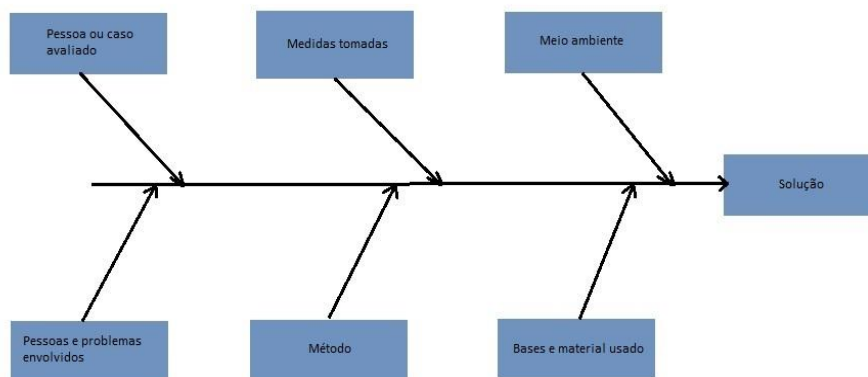 Pessoa ou caso
avaliado
Medidas tomadas
Meio ambiente
Solução
Pessoas e problemas
envolvidos
Método
Bases e material usado